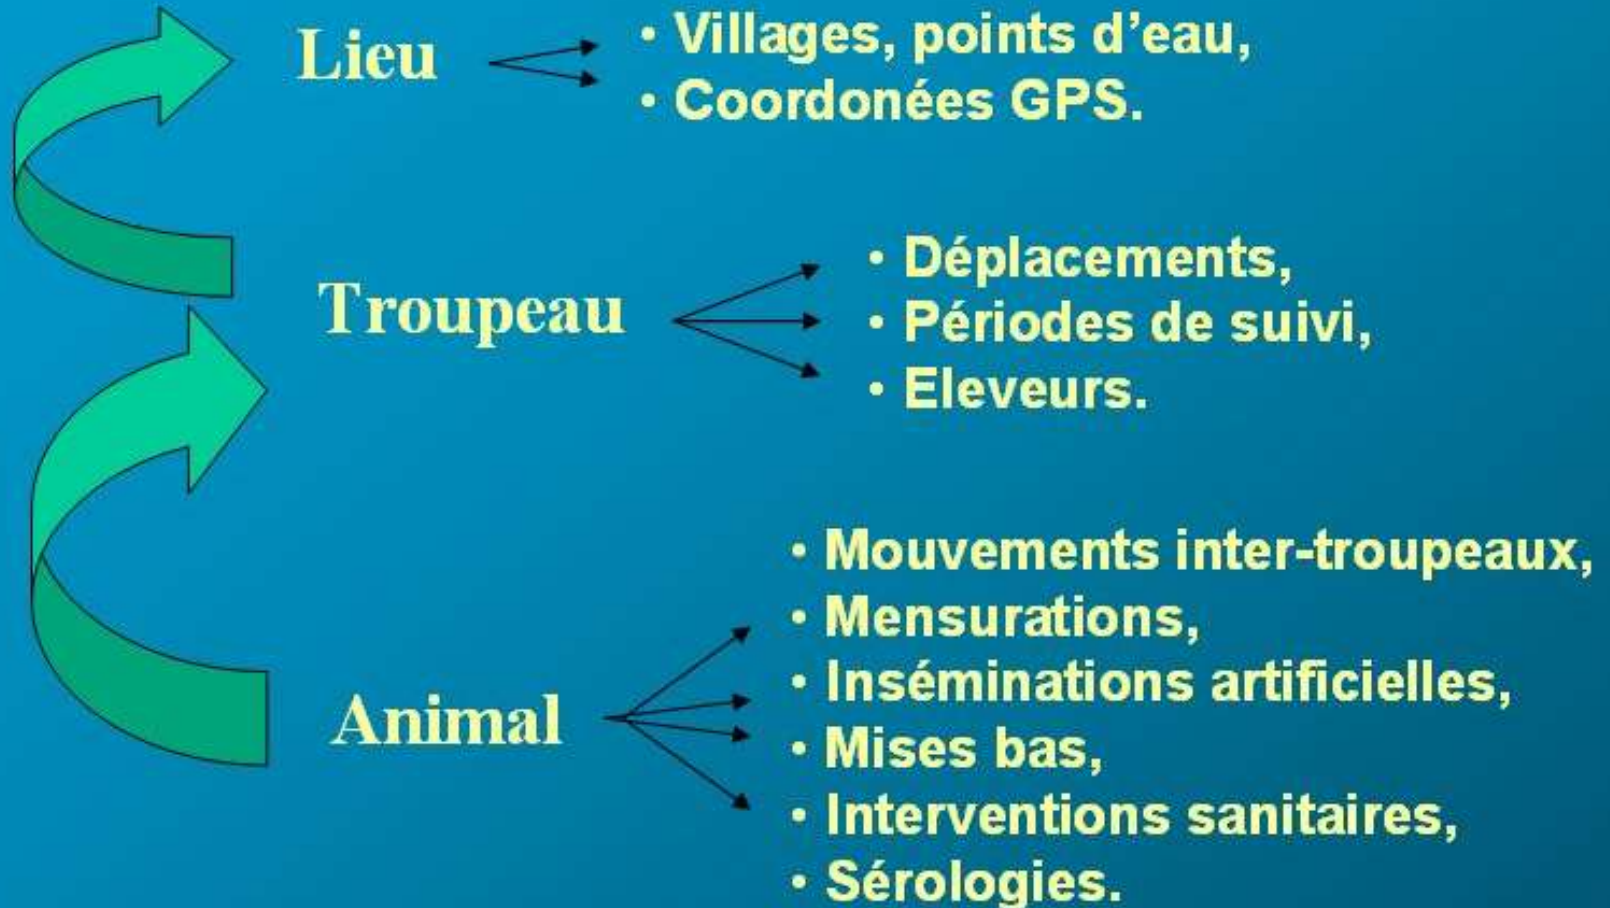 Lieu
• Villages, points d’eau,
• Coordonées GPS.
Troupeau
• Déplacements,
• Périodes de suivi,
• Eleveurs.
Animal
• Mouvements inter-troupeaux,
• Mensurations,
• Inséminations artificielles,
• Mises bas,
• Interventions sanitaires,
• Sérologies.